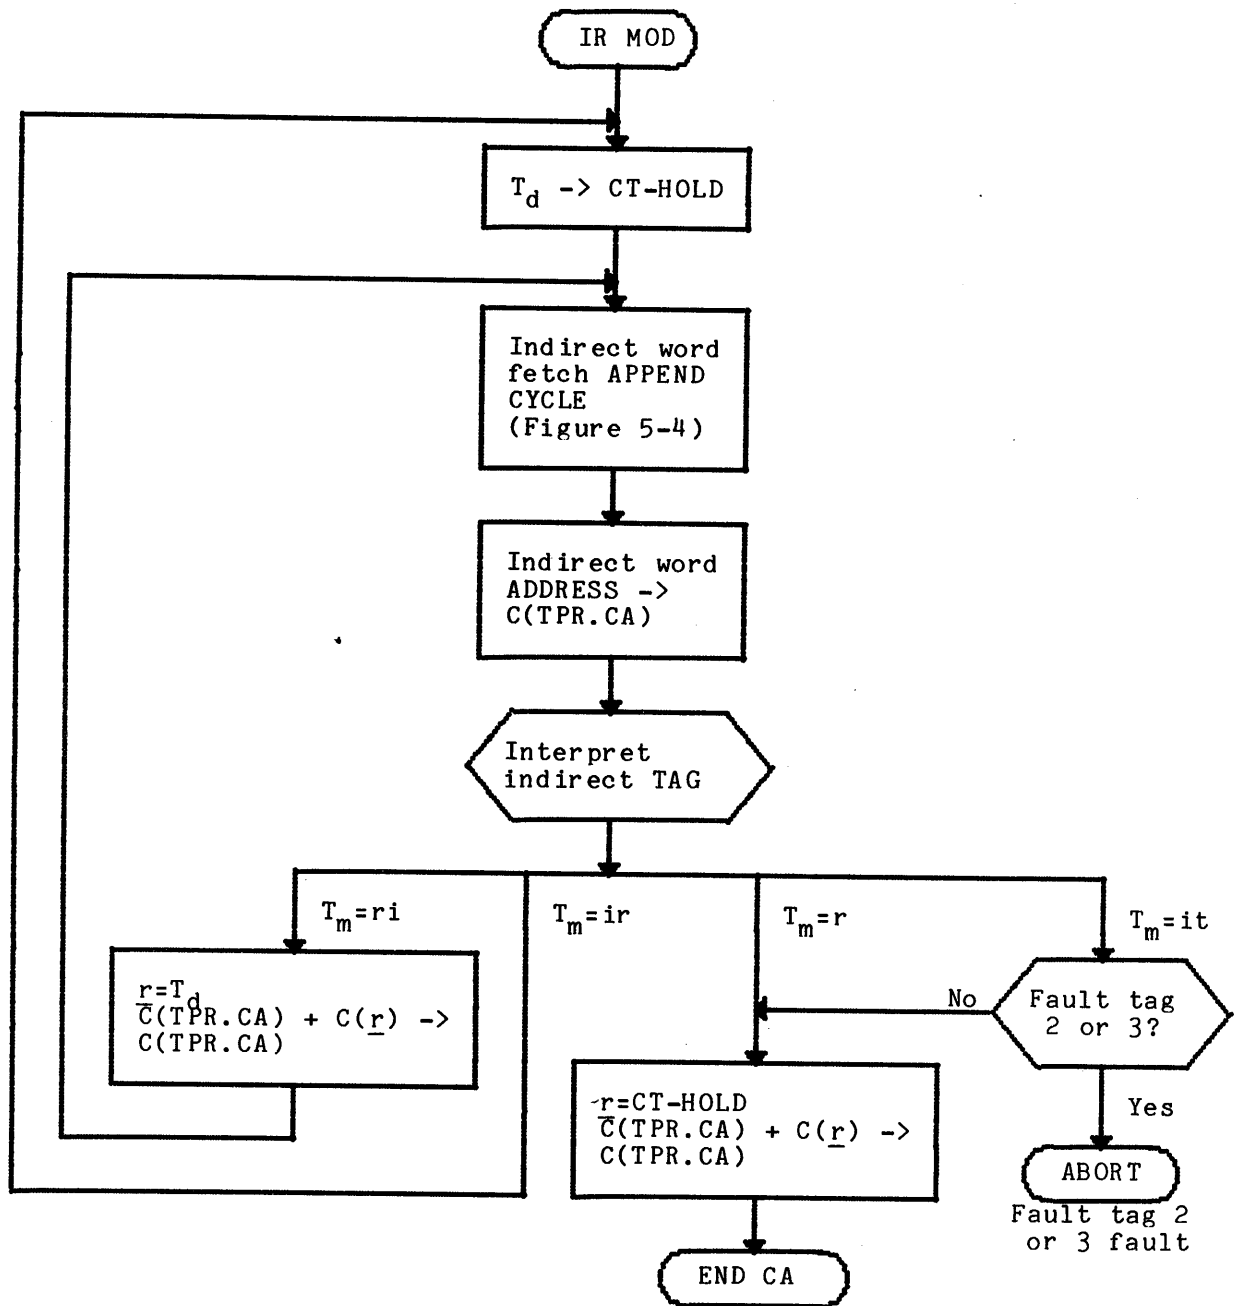 IR MOD
Td -> CT-HOLD
Indirect word
fetch APPEND
CYCLE
(Figure 5-4)
Indirect word
ADDRESS ->
C(TPR.CA)
Interpret
indirect TAG
Tm=ri
Tm=ir
Tm=r
Tm=it
r=Td
C(TPR.CA) + C(r) ->
C(TPR.CA)
No
Fault tag
2 or 3?
Yes
r=CT-HOLD
C(TPR.CA) + C(r) ->
C(TPR.CA)
ABORT
Fault tag 2
or 3 fault
END CA